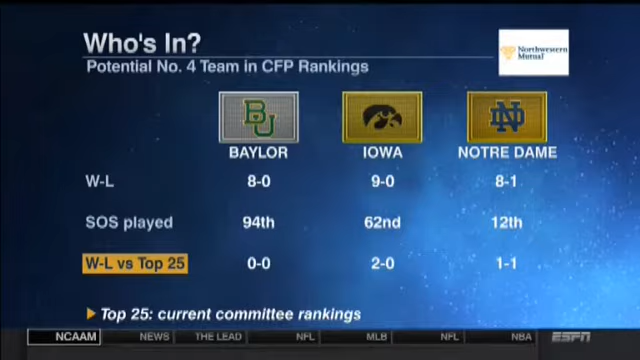 Who's In?
Northwestern
Mutual
Potential No. 4 Team in CFP Rankings
BU
ND
BAYLOR IOWA NOTRE DAME
W-L 8-0 9-0 8-1
SOS played 94th 62nd 12th
W-L vs Top 25 0-0 2-0 1-1
Top 25: current committee rankings
NCAAM NEWS THE LEAD NFL MLB NFL NBA ESPN